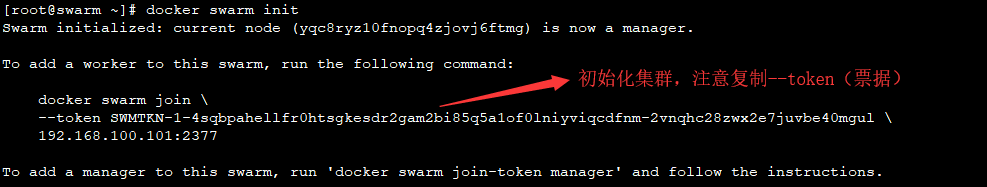 [root@swarm ~]# docker swarm init
Swarm initialized: current node (yqc8ryz10fnopq4zjovj6ftmg) is now a manager.
To add a worker to this swarm, run the following command:
初始化集群，注意复制--token（票据）
docker swarm join \
--token SWMTKN-1-4sqbpahellfr0htsgkesdr2gam2bi85q5a1of0lniyviqcdfnm-2vnqhc28zwx2e7juvbe40mgul \
192.168.100.101:2377
To add a manager to this swarm, run 'docker swarm join-token manager' and follow the instructions.